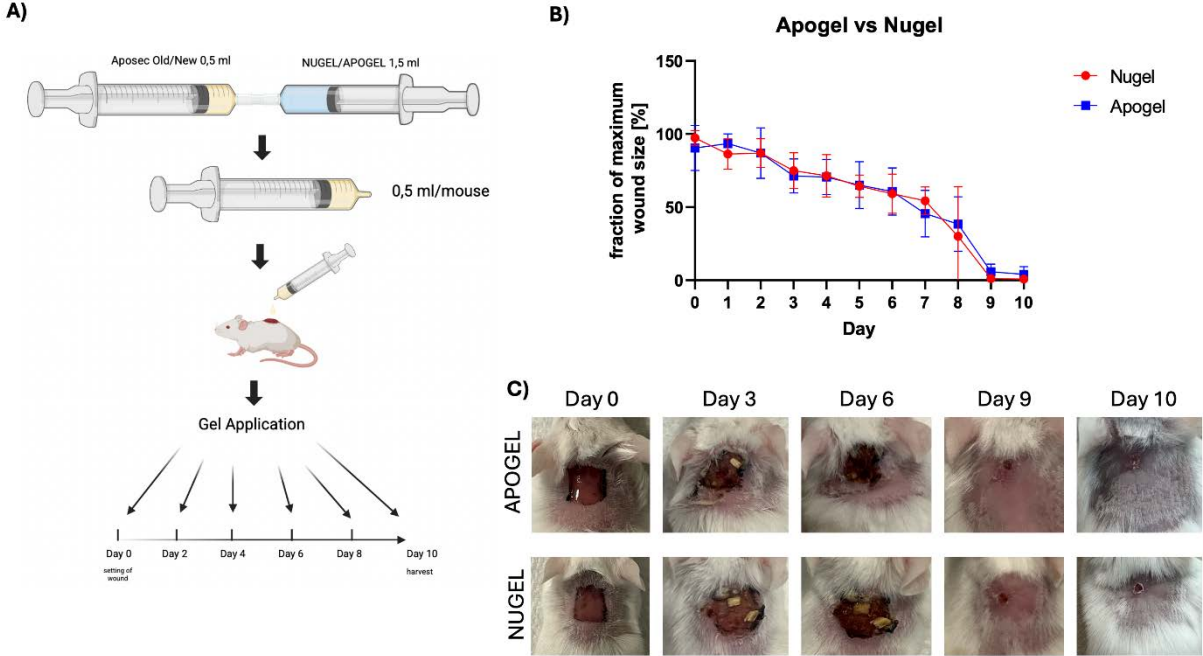 A)
Aposec Old/New 0,5 ml
NUGEL/APOGEL 1,5 ml
0,5 ml/mouse
Gel Application
Day 0
Day 2
Day 4
Day 6
Day 8
Day 10
setting of
wound
harvest
B)
Apogel vs Nugel
fraction of maximum
wound size [%]
150
100
50
0
0 1 2 3 4 5 6 7 8 9 10
Day
Nugel
Apogel
C)
Day 0
Day 3
Day 6
Day 9
Day 10
APOGEL
NUGEL